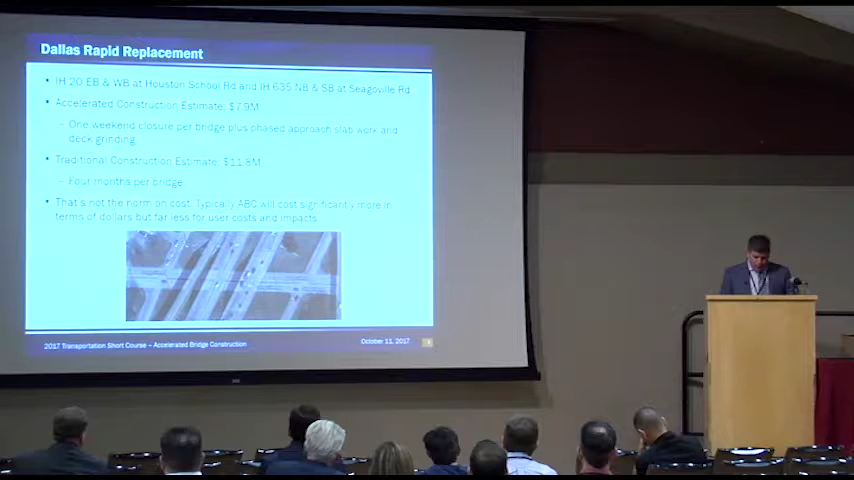 Dallas Rapid Replacement
• IH 20 EB & WB at Houston School Rd and IH 635 NB & SB at Seagoville Rd
• Accelerated Construction Estimate: $7.9M
– One weekend closure per bridge plus phased approach slab work and
deck grinding
• Traditional Construction Estimate: $11.8M
– Four months per bridge
• That's not the norm on cost. Typically ABC will cost significantly more in
terms of dollars but far less for user costs and impacts
2017 Transportation Short Course – Accelerated Bridge Construction
October 11, 2017